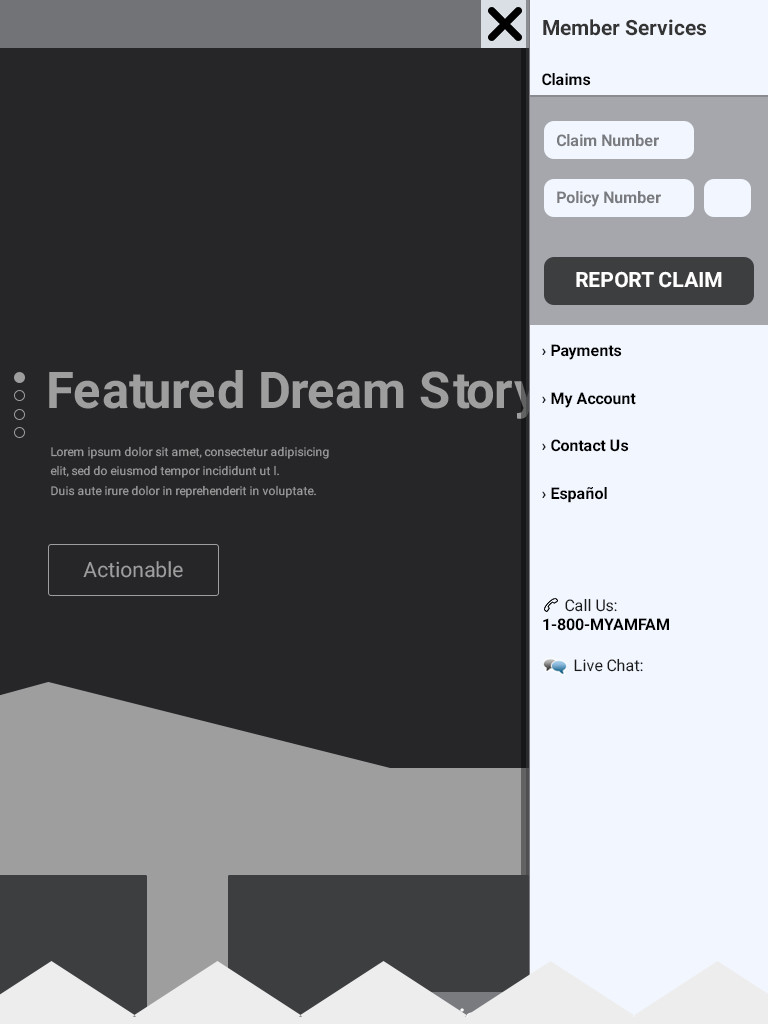 Member Services
Claims
Claim Number
Policy Number
REPORT CLAIM
› Payments
› My Account
› Contact Us
› Español
Call Us:
1-800-MYAMFAM
Live Chat:
Featured Dream Story
Lorem ipsum dolor sit amet, consectetur adipisicing
elit, sed do eiusmod tempor incididunt ut l.
Duis aute irure dolor in reprehenderit in voluptate.
Actionable